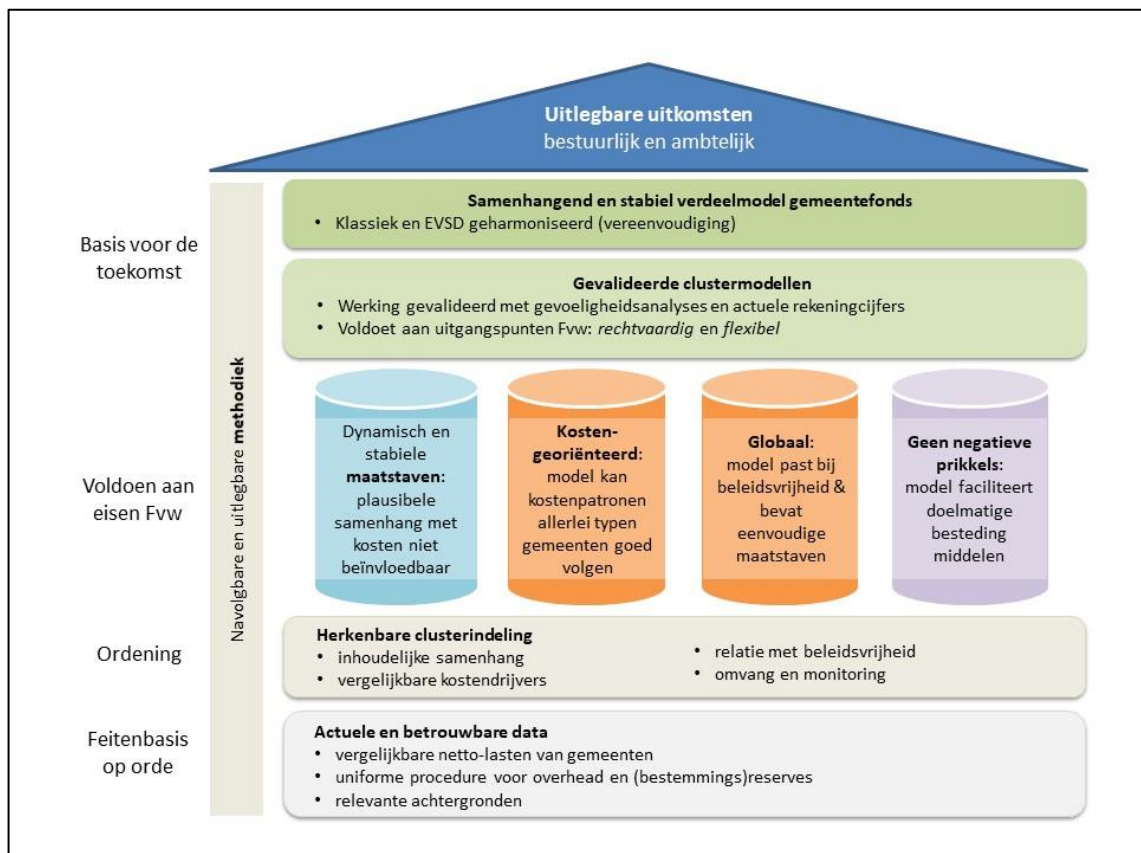 Uitlegbare uitkomsten
bestuurlijk en ambtelijk
Basis voor de
toekomst
Samenhangend en stabiel verdeelmodel gemeentefonds
• Klassiek en EVSD geharmoniseerd (vereenvoudiging)
Gevalideerde clustermodellen
• Werking gevalideerd met gevoeligheidsanalyses en actuele rekeningcijfers
• Voldoet aan uitgangspunten Fvw: rechtvaardig en flexibel
Navolgbare en uitlegbare methodiek
Voldoen aan
eisen Fvw
Dynamisch en
stabiele
maatstaven:
plausibele
samenhang met
kosten niet
beïnvloedbaar
Kosten-
georiënteerd:
model kan
kostenpatronen
allerlei typen
gemeenten goed
volgen
Globaal:
model past bij
beleidsvrijheid &
bevat
eenvoudige
maatstaven
Geen negatieve
prikkels:
model faciliteert
doelmatige
besteding
middelen
Ordening
Herkenbare clusterindeling
• inhoudelijke samenhang
• vergelijkbare kostendrijvers
• relatie met beleidsvrijheid
• omvang en monitoring
Feitenbasis
op orde
Actuele en betrouwbare data
• vergelijkbare netto-lasten van gemeenten
• uniforme procedure voor overhead en (bestemmings)reserves
• relevante achtergronden